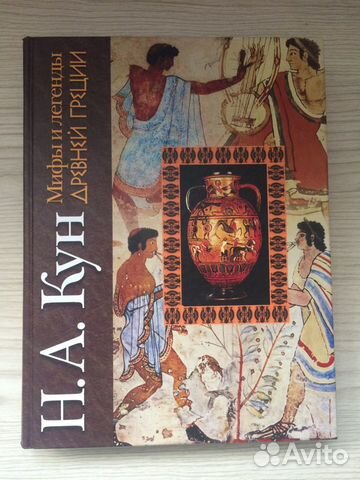 Н. А. Кун
Мифы и легенды
ДРЕВНЕЙ ГРЕЦИИ
Avito